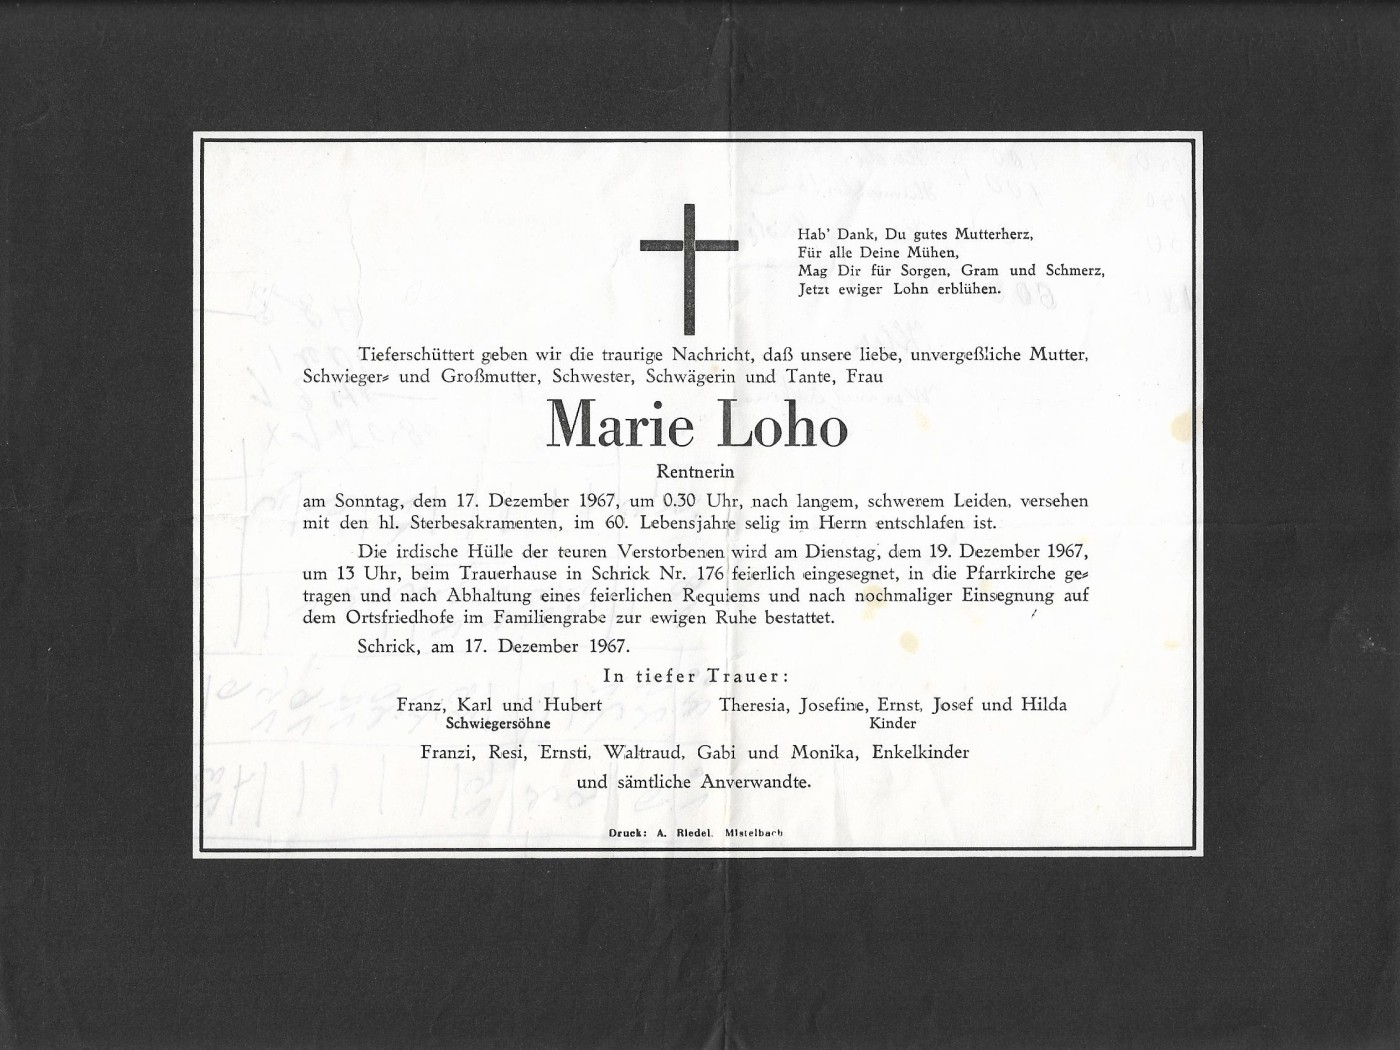 Hab' Dank, Du gutes Mutterherz,
Für alle Deine Mühen,
Mag Dir für Sorgen, Gram und Schmerz,
Jetzt ewiger Lohn erblühen.
Tieferschüttert geben wir die traurige Nachricht, daß unsere liebe, unvergeßliche Mutter,
Schwieger= und Großmutter, Schwester, Schwägerin und Tante, Frau
Marie Loho
Rentnerin
am Sonntag, dem 17. Dezember 1967, um 0.30 Uhr, nach langem, schwerem Leiden, versehen
mit den hl. Sterbesakramenten, im 60. Lebensjahre selig im Herrn entschlafen ist.
Die irdische Hülle der teuren Verstorbenen wird am Dienstag, dem 19. Dezember 1967,
um 13 Uhr, beim Trauerhause in Schrick Nr. 176 feierlich eingesegnet, in die Pfarrkirche ge=
tragen und nach Abhaltung eines feierlichen Requiems und nach nochmaliger Einsegnung auf
dem Ortsfriedhofe im Familiengrabe zur ewigen Ruhe bestattet.
Schrick, am 17. Dezember 1967.
In tiefer Trauer:
Franz, Karl und Hubert
Schwiegersöhne
Theresia, Josefine, Ernst, Josef und Hilda
Kinder
Franzi, Resi, Ernsti, Waltraud, Gabi und Monika, Enkelkinder
und sämtliche Anverwandte.
Druck: A. Riedel. Mistelbach